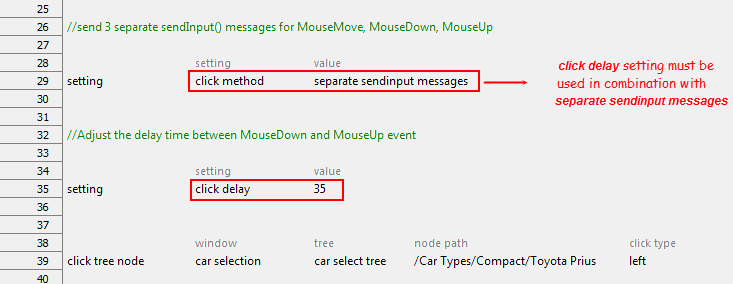 25
26 //send 3 separate sendInput() messages for MouseMove, MouseDown, MouseUp
27
28 setting value
29 setting click method separate sendinput messages
click delay setting must be
used in combination with
separate sendinput messages
30
31
32 //Adjust the delay time between MouseDown and MouseUp event
33
34 setting value
35 setting click delay 35
36
37
38 window tree node path click type
39 click tree node car selection car select tree /Car Types/Compact/Toyota Prius left
40